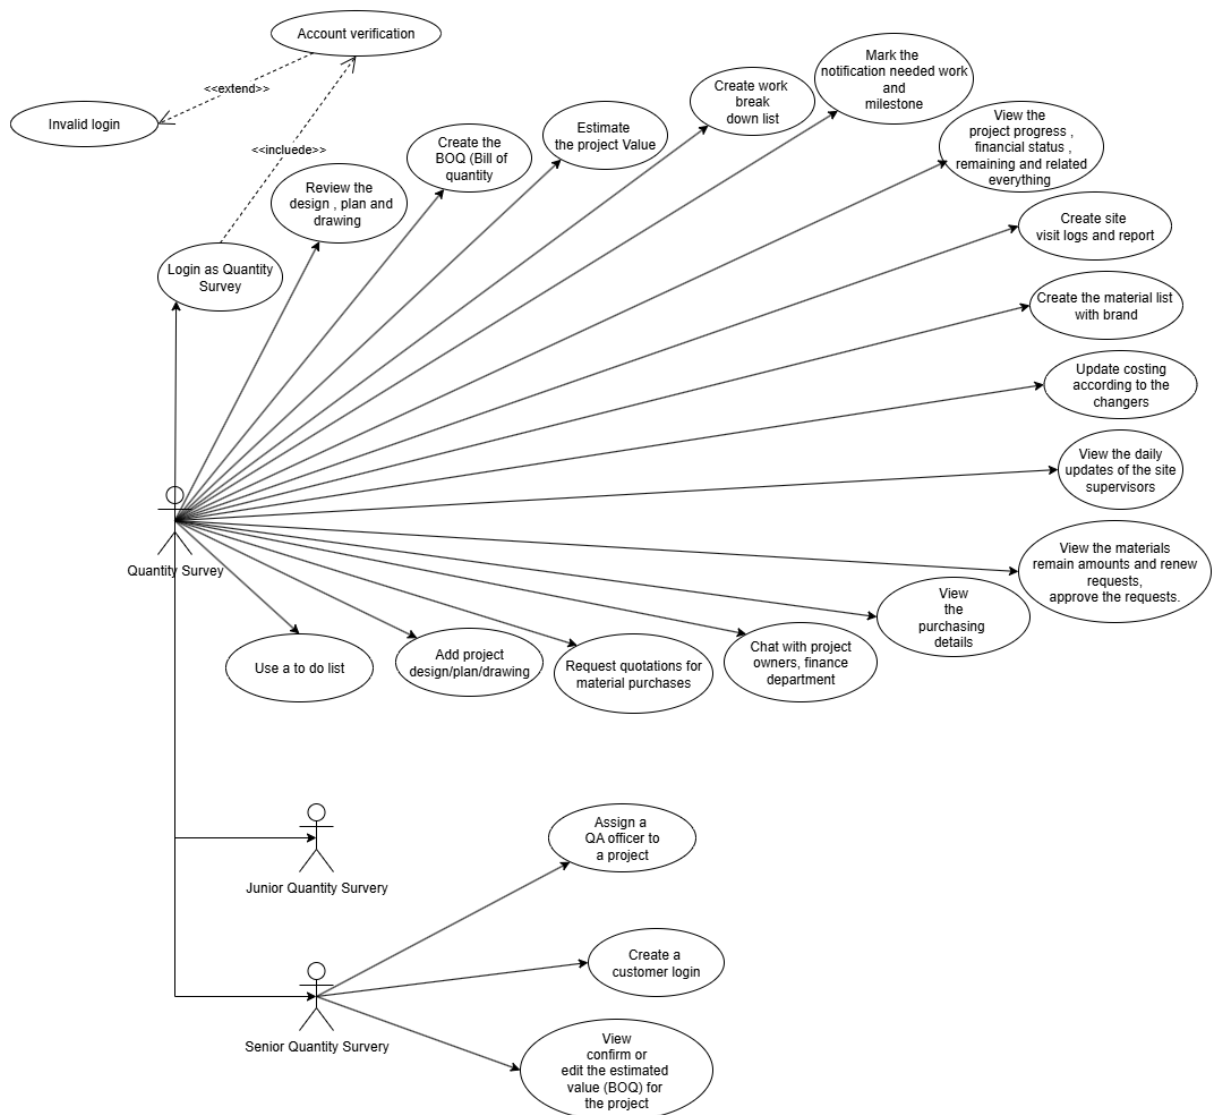 Account verification
<<extend>>
Invalid login
<<incluede>>
Mark the
notification needed work
and
milestone
Create work
break
down list
Estimate
the project Value
Create the
BOQ (Bill of
quantity
View the
project progress ,
financial status ,
remaining and related
everything
Review the
design , plan and
drawing
Create site
visit logs and report
Login as Quantity
Survey
Create the material list
with brand
Update costing
according to the
changers
View the daily
updates of the site
supervisors
Quantity Survey
View the materials
remain amounts and renew
requests,
approve the requests.
View
the
purchasing
details
Use a to do list
Add project
design/plan/drawing
Request quotations for
material purchases
Chat with project
owners, finance
department
Junior Quantity Survery
Assign a
QA officer to
a project
Create a
customer login
Senior Quantity Survery
View
confirm or
edit the estimated
value (BOQ) for
the project